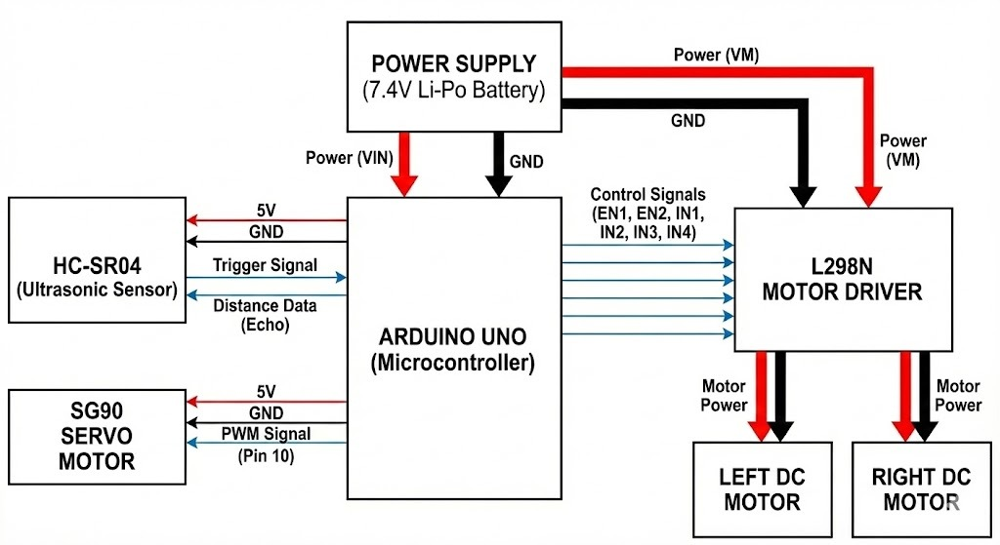 POWER SUPPLY
(7.4V Li-Po Battery)
Power (VM)
GND
Power
(VM)
Power (VIN)
GND
Control Signals
(EN1, EN2, IN1,
IN2, IN3, IN4)
HC-SR04
(Ultrasonic Sensor)
5V
GND
Trigger Signal
Distance Data
(Echo)
ARDUINO UNO
(Microcontroller)
L298N
MOTOR DRIVER
SG90
SERVO
MOTOR
5V
GND
PWM Signal
(Pin 10)
Motor
Power
Motor
Power
LEFT DC
MOTOR
RIGHT DC
MOTOR